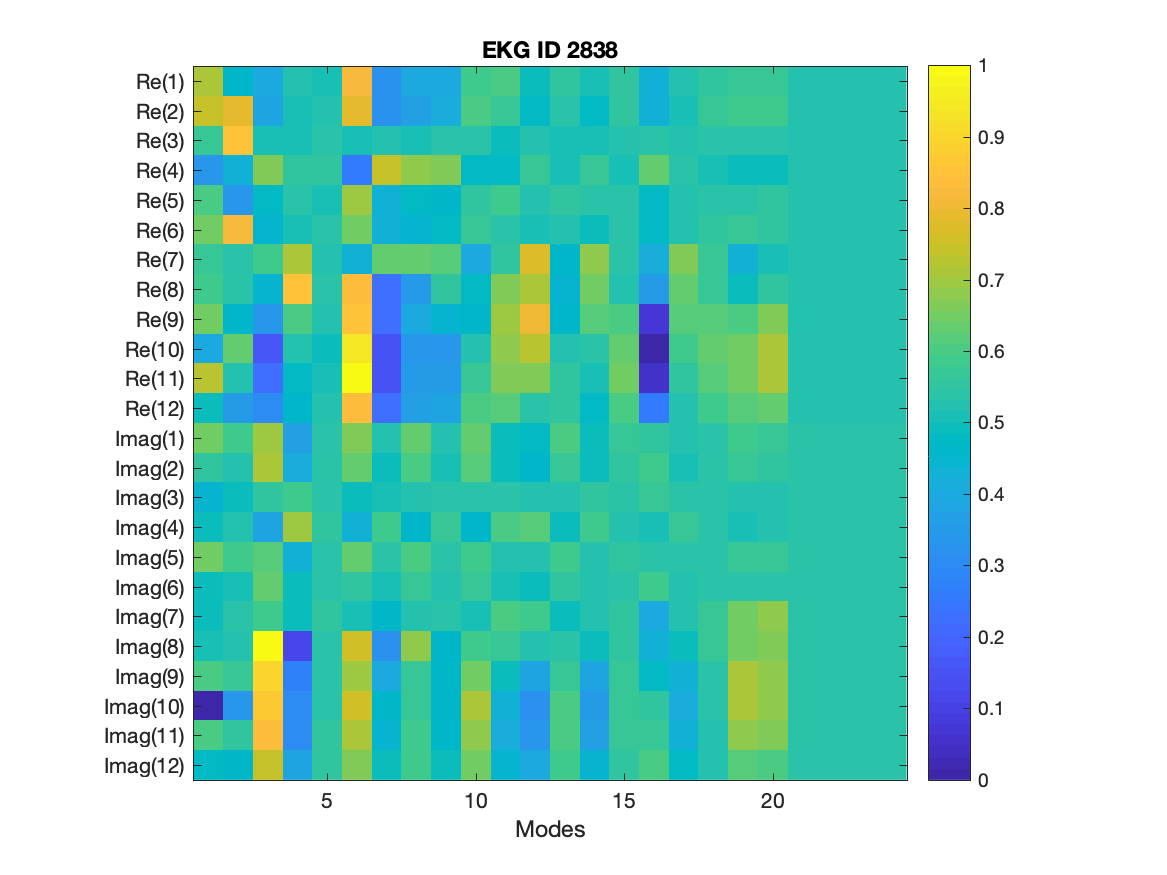 EKG ID 2838
Re(1)
Re(2)
Re(3)
Re(4)
Re(5)
Re(6)
Re(7)
Re(8)
Re(9)
Re(10)
Re(11)
Re(12)
Imag(1)
Imag(2)
Imag(3)
Imag(4)
Imag(5)
Imag(6)
Imag(7)
Imag(8)
Imag(9)
Imag(10)
Imag(11)
Imag(12)
5 10 15 20
Modes
1
0.9
0.8
0.7
0.6
0.5
0.4
0.3
0.2
0.1
0